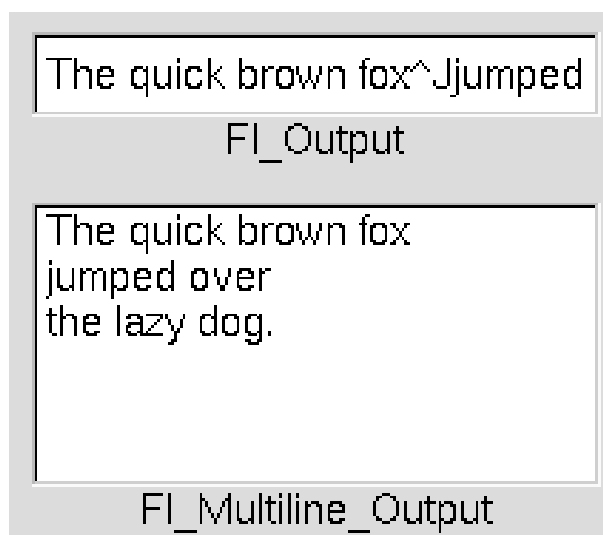 The quick brown fox^Jjumped
Fl_Output
The quick brown fox
jumped over
the lazy dog.
Fl_Multiline_Output